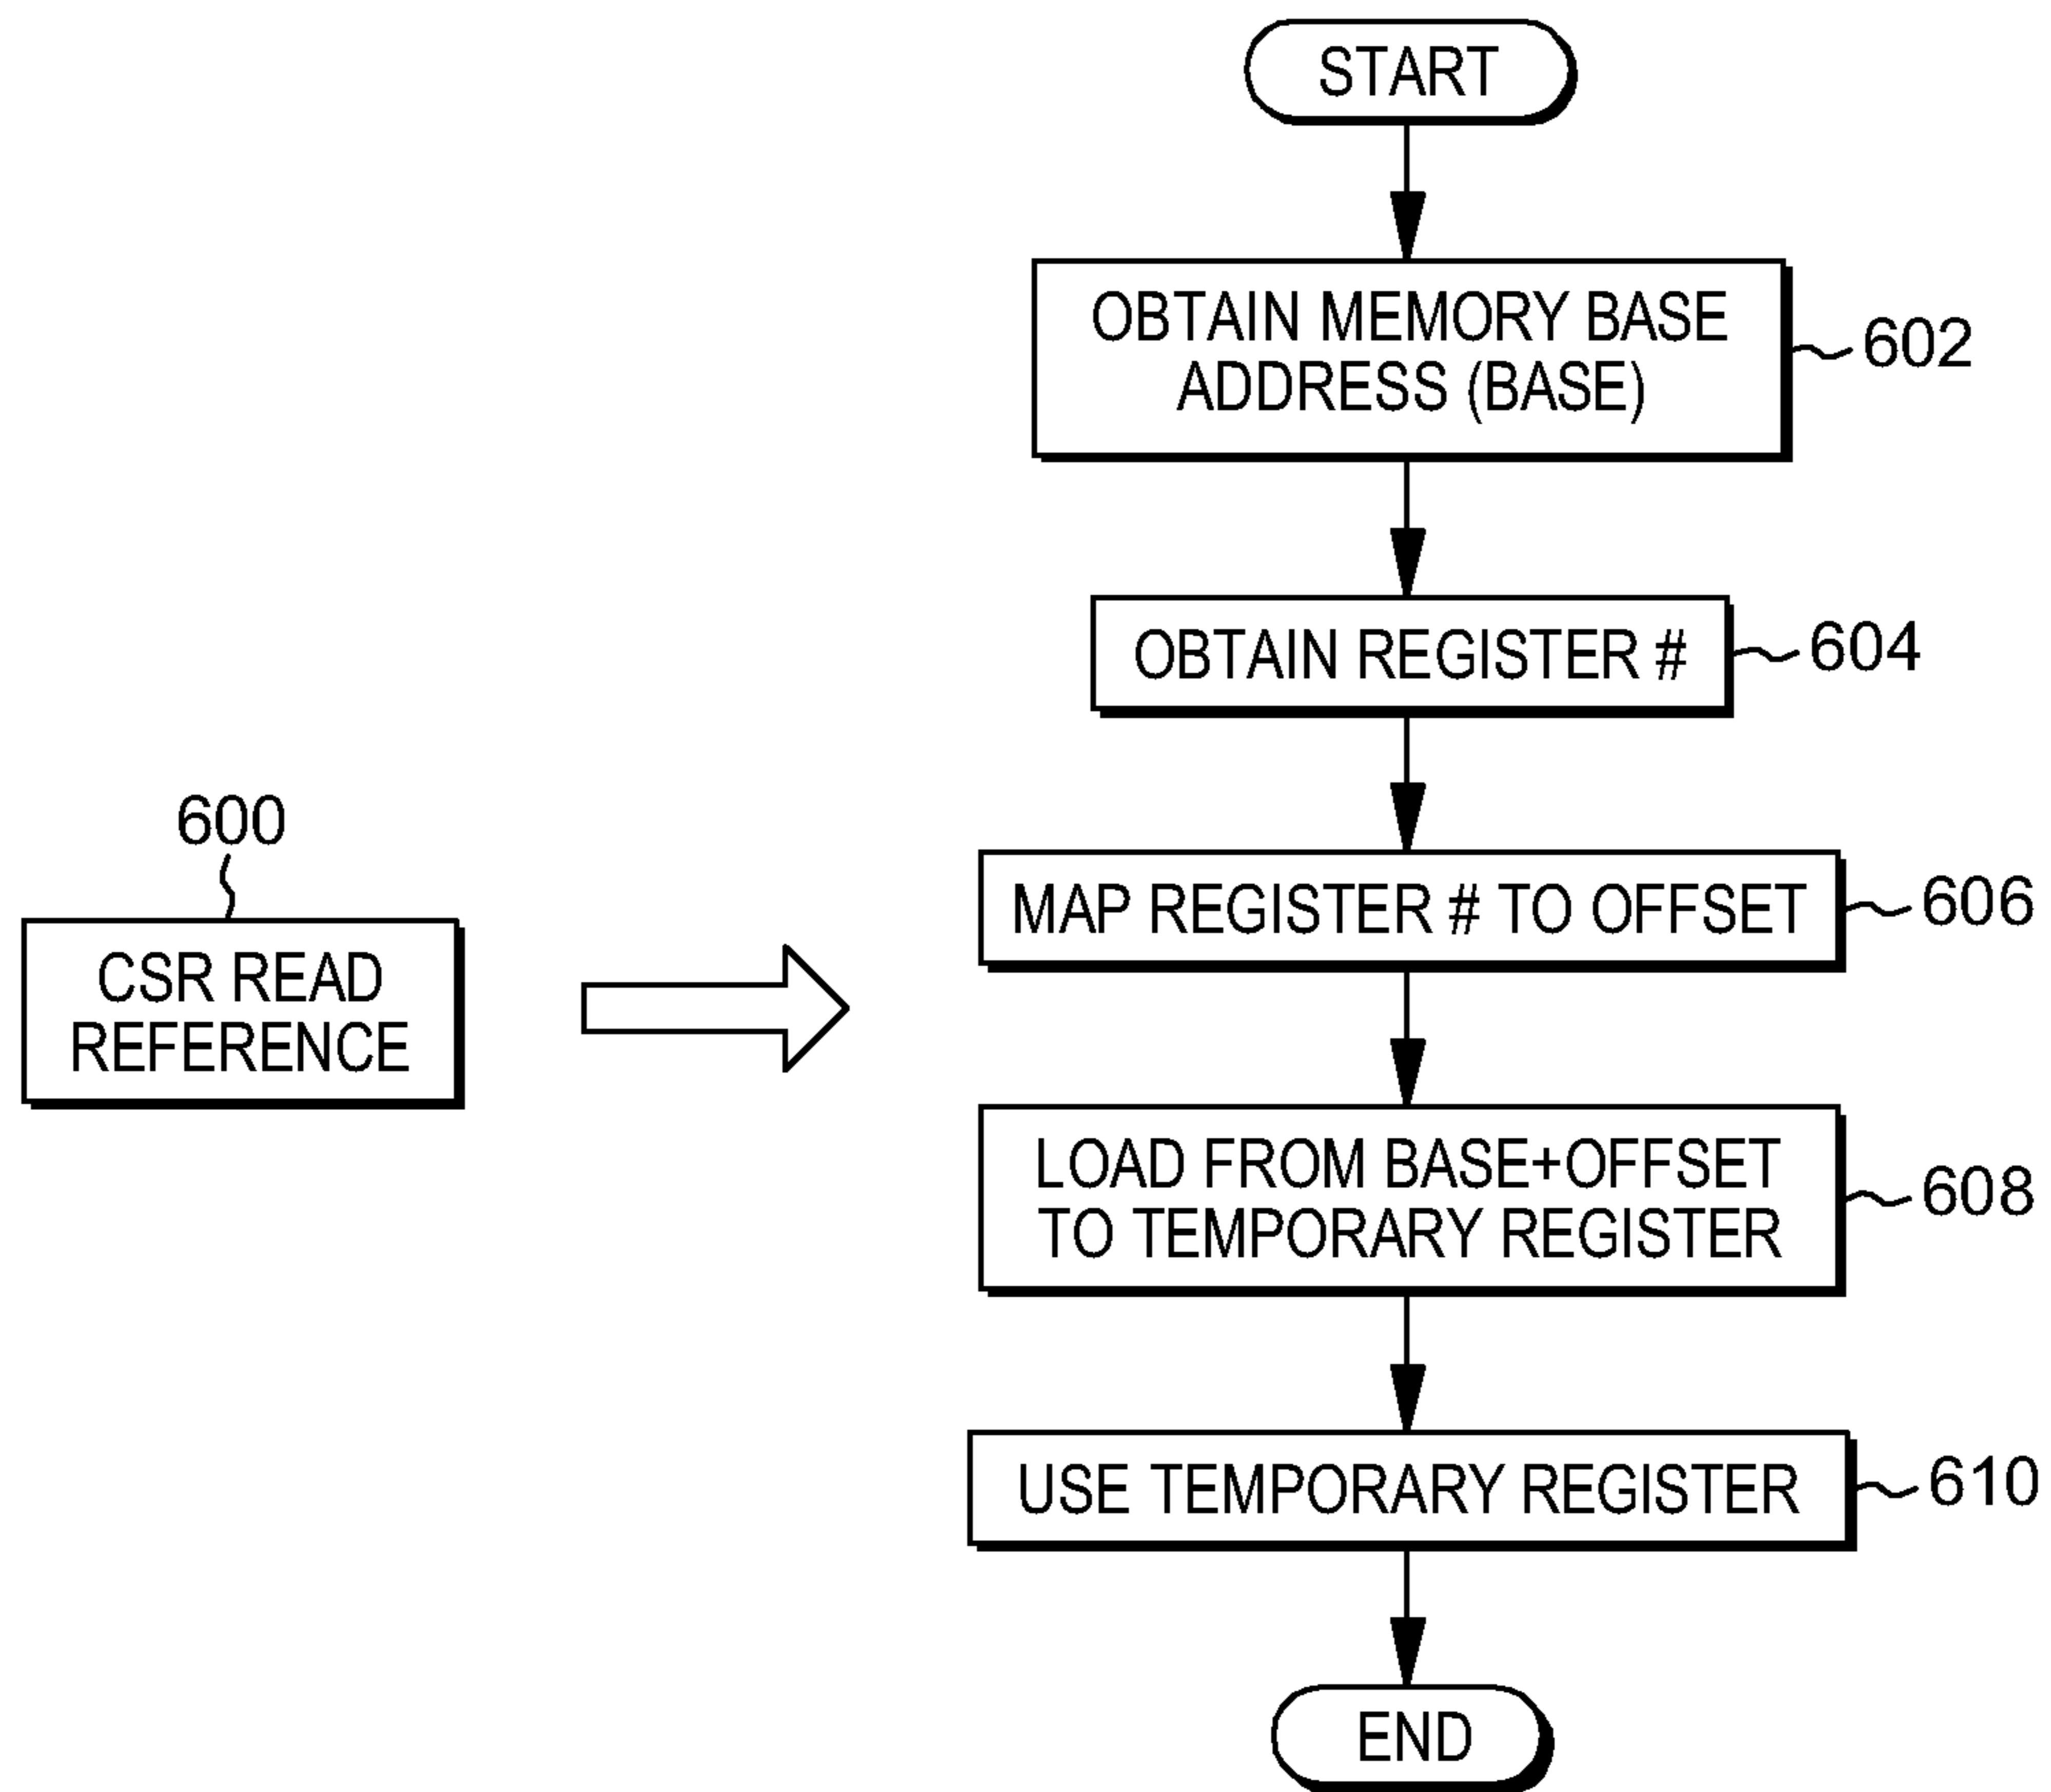 START
OBTAIN MEMORY BASE
ADDRESS (BASE)
602
OBTAIN REGISTER #
604
600
CSR READ
REFERENCE
MAP REGISTER # TO OFFSET
606
LOAD FROM BASE+OFFSET
TO TEMPORARY REGISTER
608
USE TEMPORARY REGISTER
610
END